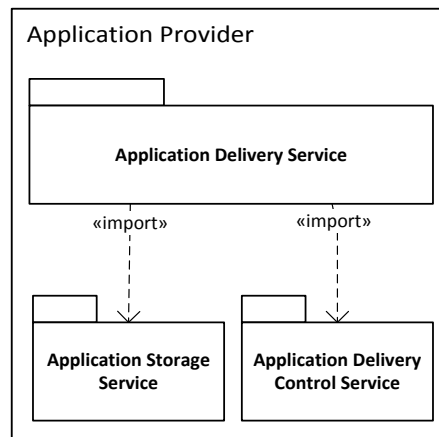 Application Provider
Application Delivery Service
«import»
«import»
Application Storage
Service
Application Delivery
Control Service